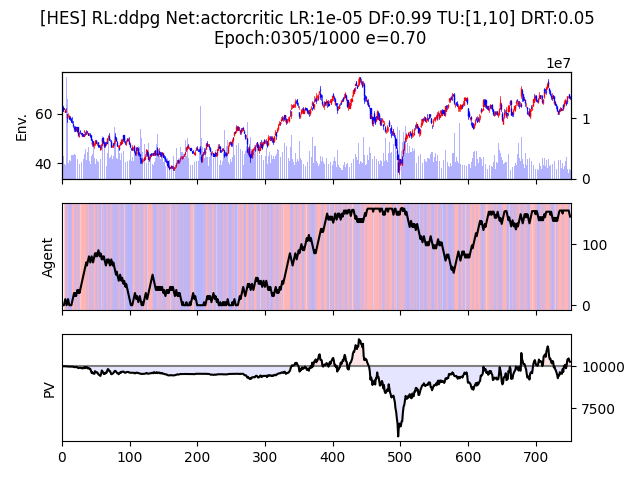 [HES] RL:ddpg Net:actorcritic LR:1e-05 DF:0.99 TU:[1,10] DRT:0.05
Epoch:0305/1000 e=0.70
1e7
Env.
60
40
1
0
Agent
100
0
PV
10000
7500
0 100 200 300 400 500 600 700